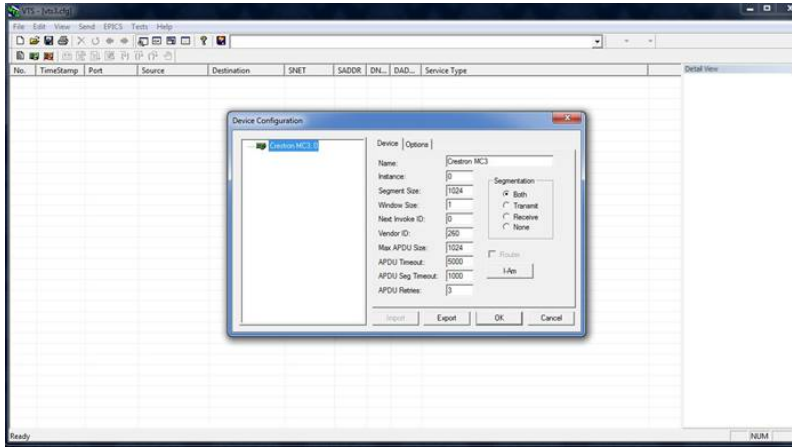 VTS - [vts3.cfg]
File Edit View Send EPICS Tests Help
No. TimeStamp Port Source Destination SNET SADDR DN... DAD... Service Type
Detail View
Device Configuration
Crestron MC3, 0
Device Options
Name: Crestron MC3
Instance: 0
Segment Size: 1024
Window Size: 1
Next Invoke ID: 0
Vendor ID: 260
Max APDU Size: 1024
APDU Timeout: 5000
APDU Seg Timeout: 1000
APDU Retries: 3
Segmentation
Both
Transmit
Receive
None
Router
I-Am
Import Export OK Cancel
Ready
NUM